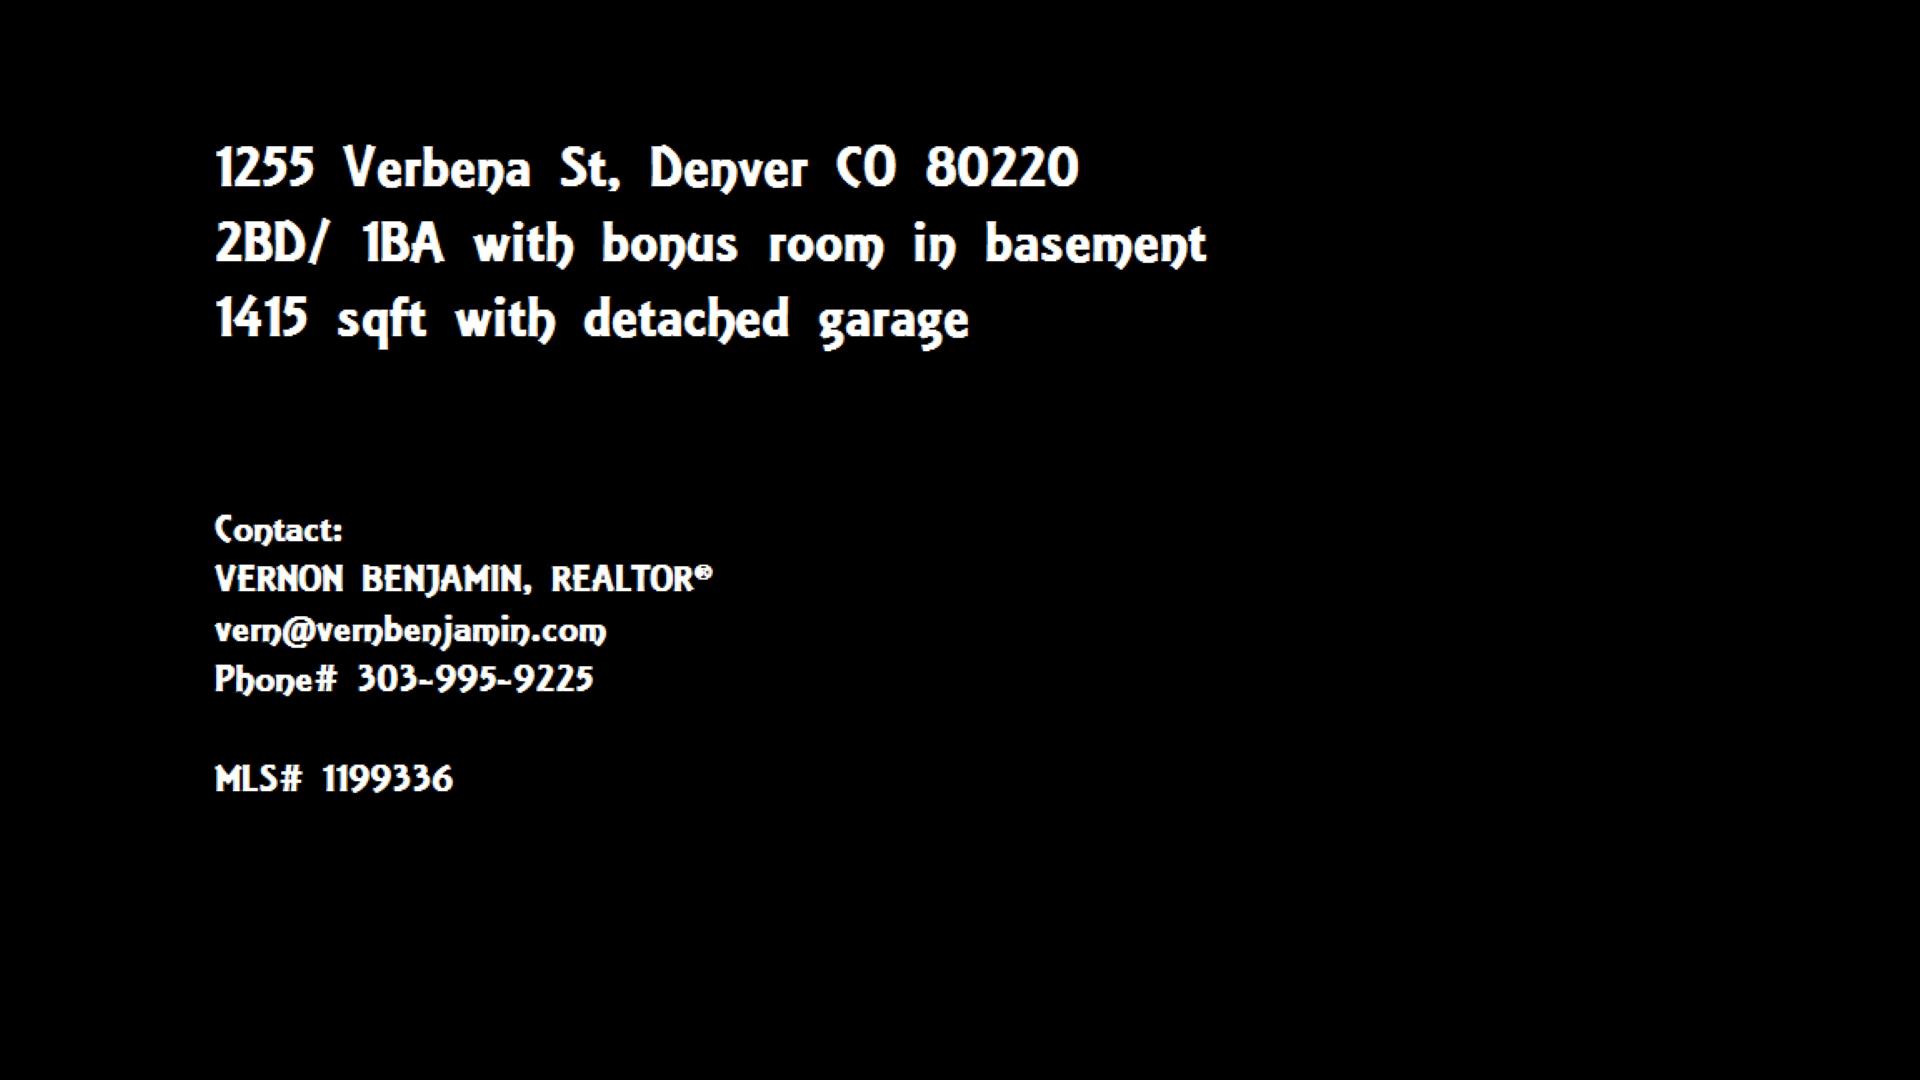 1255 Verbena St, Denver CO 80220
2BD/ 1BA with bonus room in basement
1415 sqft with detached garage
Contact:
VERNON BENJAMIN, REALTOR®
vern@vernbenjamin.com
Phone# 303-995-9225
MLS# 1199336